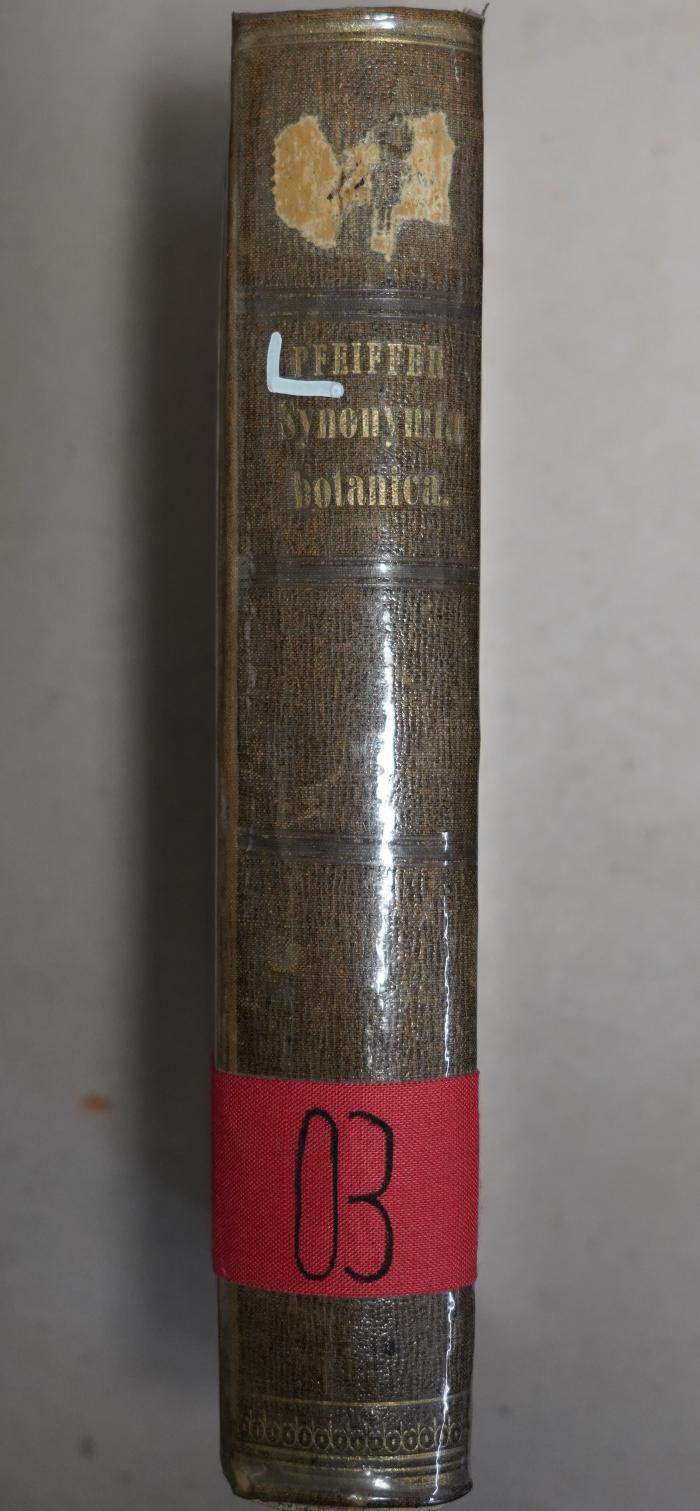 L
PFEIFFER
Synonymia
botanica.
03